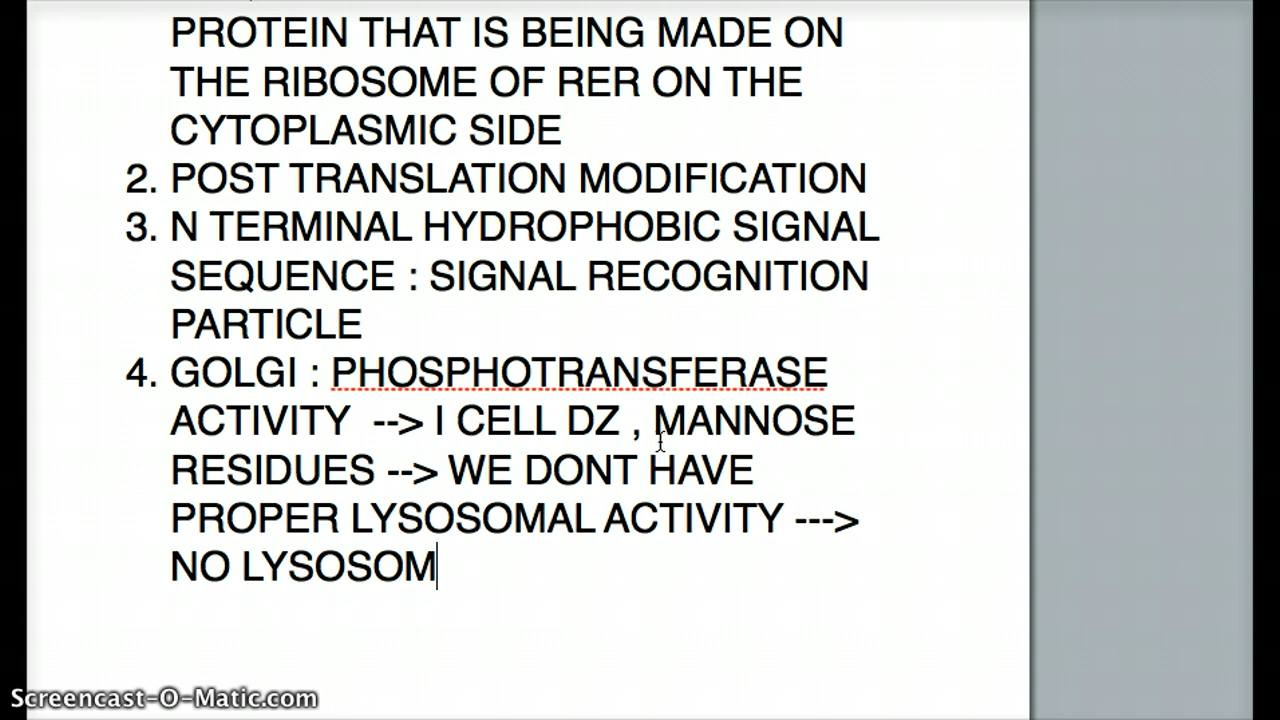 PROTEIN THAT IS BEING MADE ON
THE RIBOSOME OF RER ON THE
CYTOPLASMIC SIDE
2. POST TRANSLATION MODIFICATION
3. N TERMINAL HYDROPHOBIC SIGNAL
SEQUENCE : SIGNAL RECOGNITION
PARTICLE
4. GOLGI : PHOSPHOTRANSFERASE
ACTIVITY --> I CELL DZ , MANNOSE
RESIDUES --> WE DONT HAVE
PROPER LYSOSOMAL ACTIVITY --->
NO LYSOSOM
Screencast-O-Matic.com